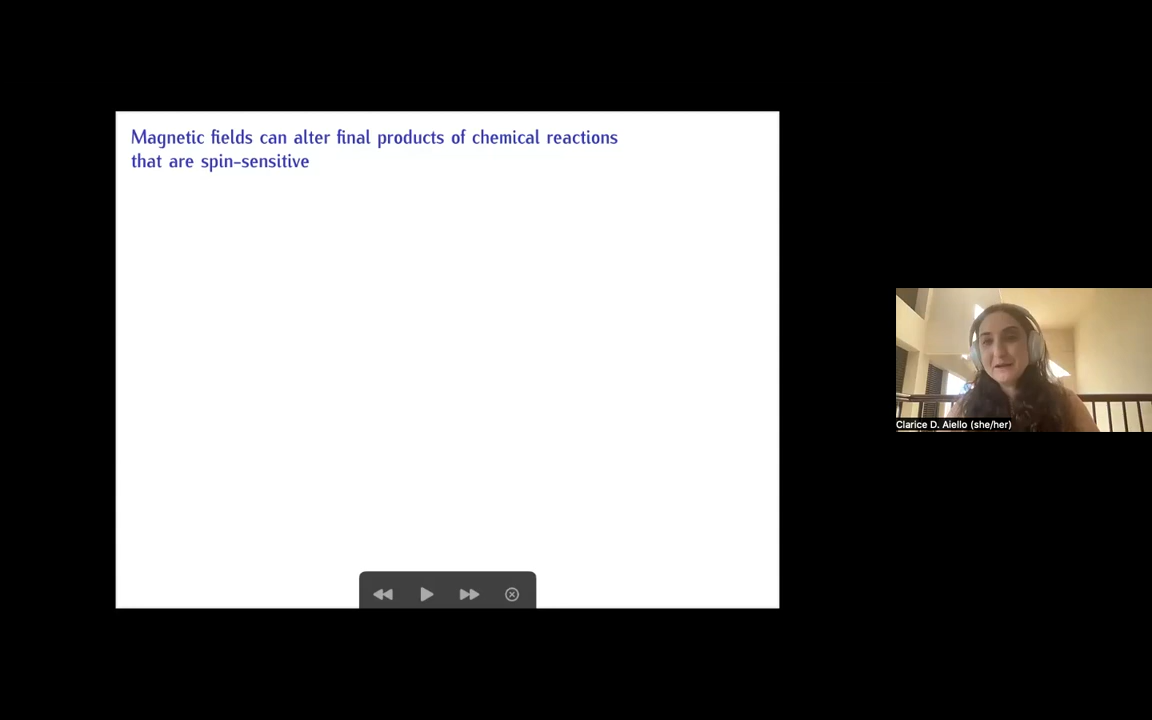 Magnetic fields can alter final products of chemical reactions
that are spin-sensitive
Clarice D. Aiello (she/her)